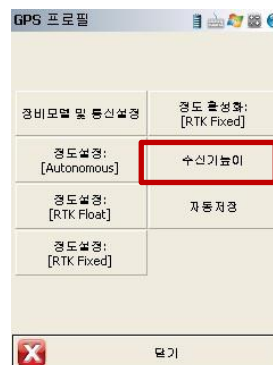 GPS 프로필
장비모델 및 통신설정
정도 활성화:
[RTK Fixed]
정도설정:
[Autonomous]
수신기높이
정도설정:
[RTK Float]
자동저장
정도설정:
[RTK Fixed]
닫기